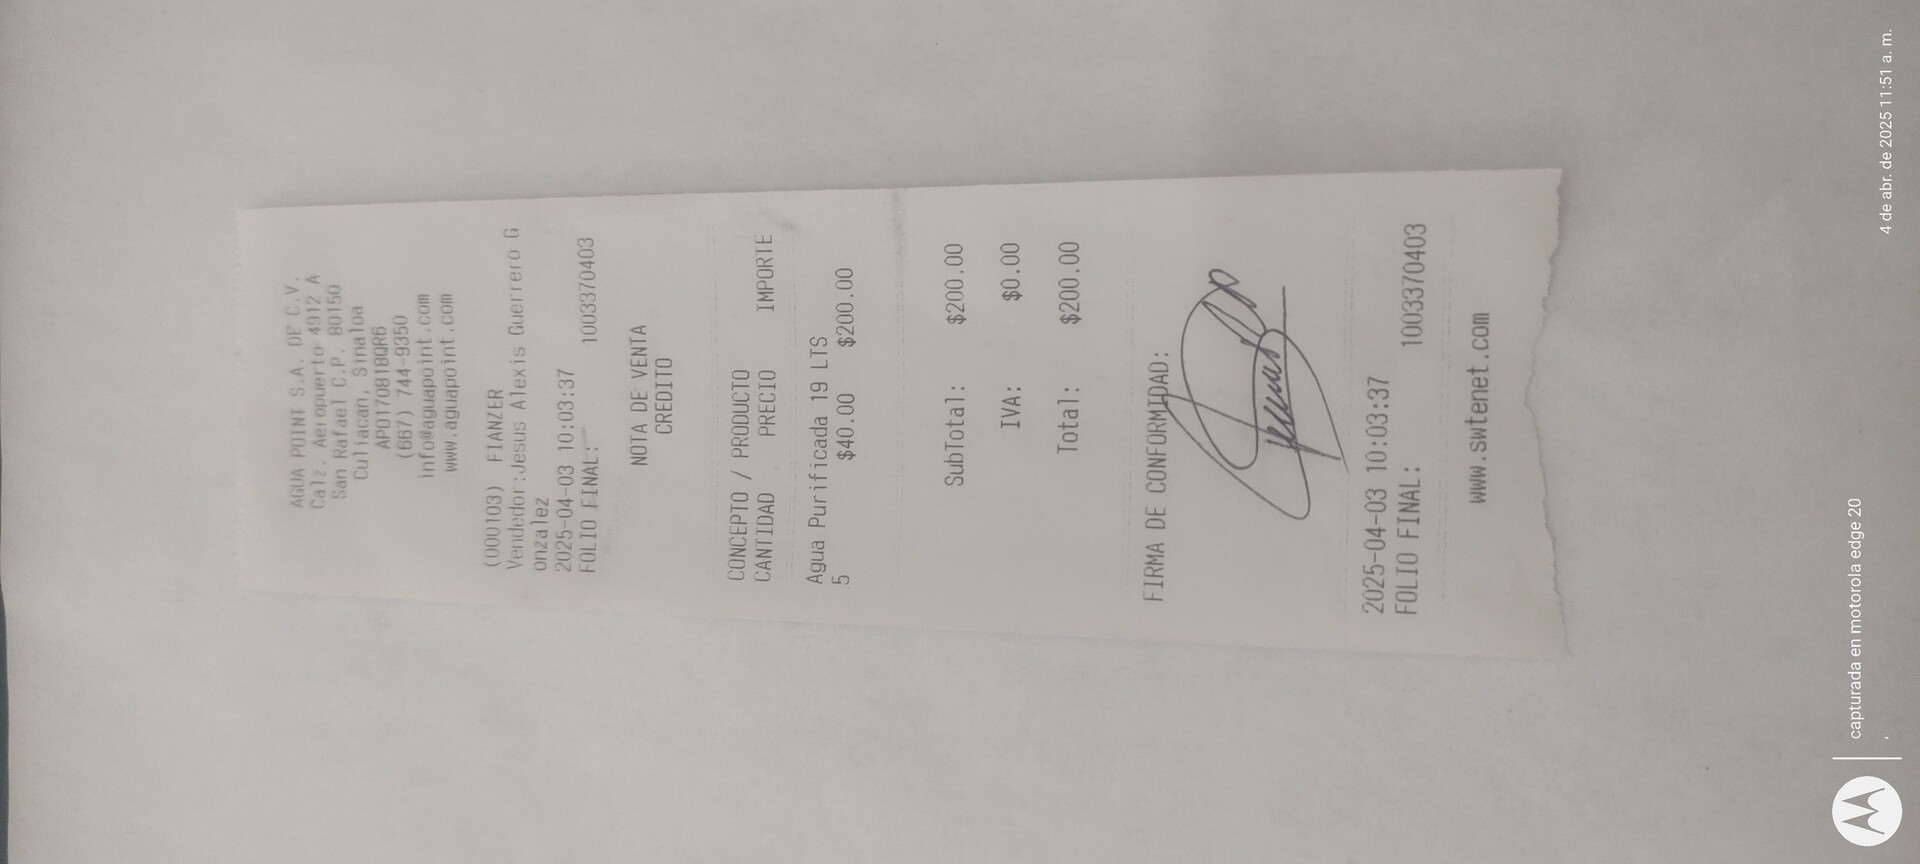 AGUA POINT S.A. DE C.V.
Calz. Aeropuerto 4912 A
San Rafael C.P. 80150
Culiacan, Sinaloa
APO170818QR6
(667) 744-9350
info@aguapoint.com
www.aguapoint.com
(000103) FIANZER
Vendedor:Jesus Alexis Guerrero G
onzalez
2025-04-03 10:03:37
FOLIO FINAL: 1003370403
NOTA DE VENTA
CREDITO
CONCEPTO / PRODUCTO
CANTIDAD PRECIO IMPORTE
Agua Purificada 19 LTS
5 $40.00 $200.00
SubTotal: $200.00
IVA: $0.00
Total: $200.00
FIRMA DE CONFORMIDAD:
2025-04-03 10:03:37
FOLIO FINAL: 1003370403
www.swtenet.com
capturada en motorola edge 20
4 de abr. de 2025 11:51 a. m.